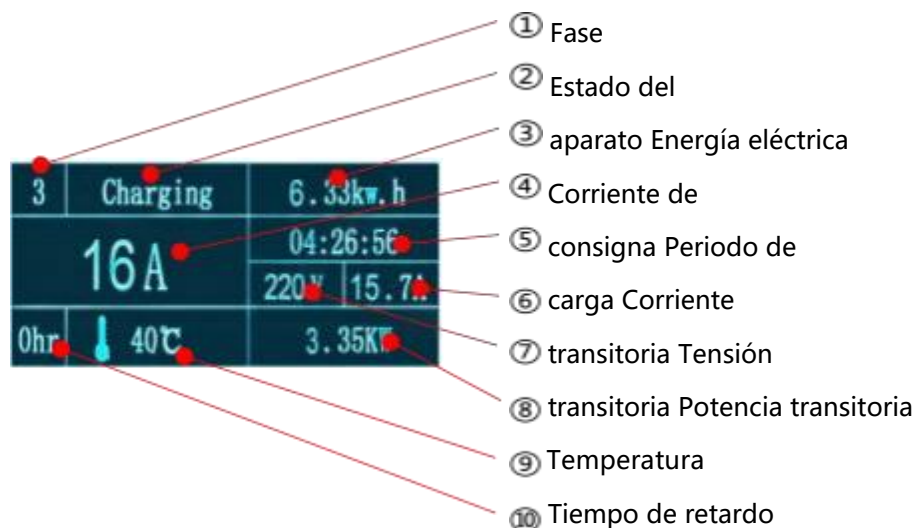 ① Fase
② Estado del
③ aparato Energía eléctrica
④ Corriente de
⑤ consigna Periodo de
⑥ carga Corriente
⑦ transitoria Tensión
⑧ transitoria Potencia transitoria
⑨ Temperatura
⑩ Tiempo de retardo
3 Charging 6.33kw.h
16A 04:26:56
220V 15.7A
0hr 40℃ 3.35KW